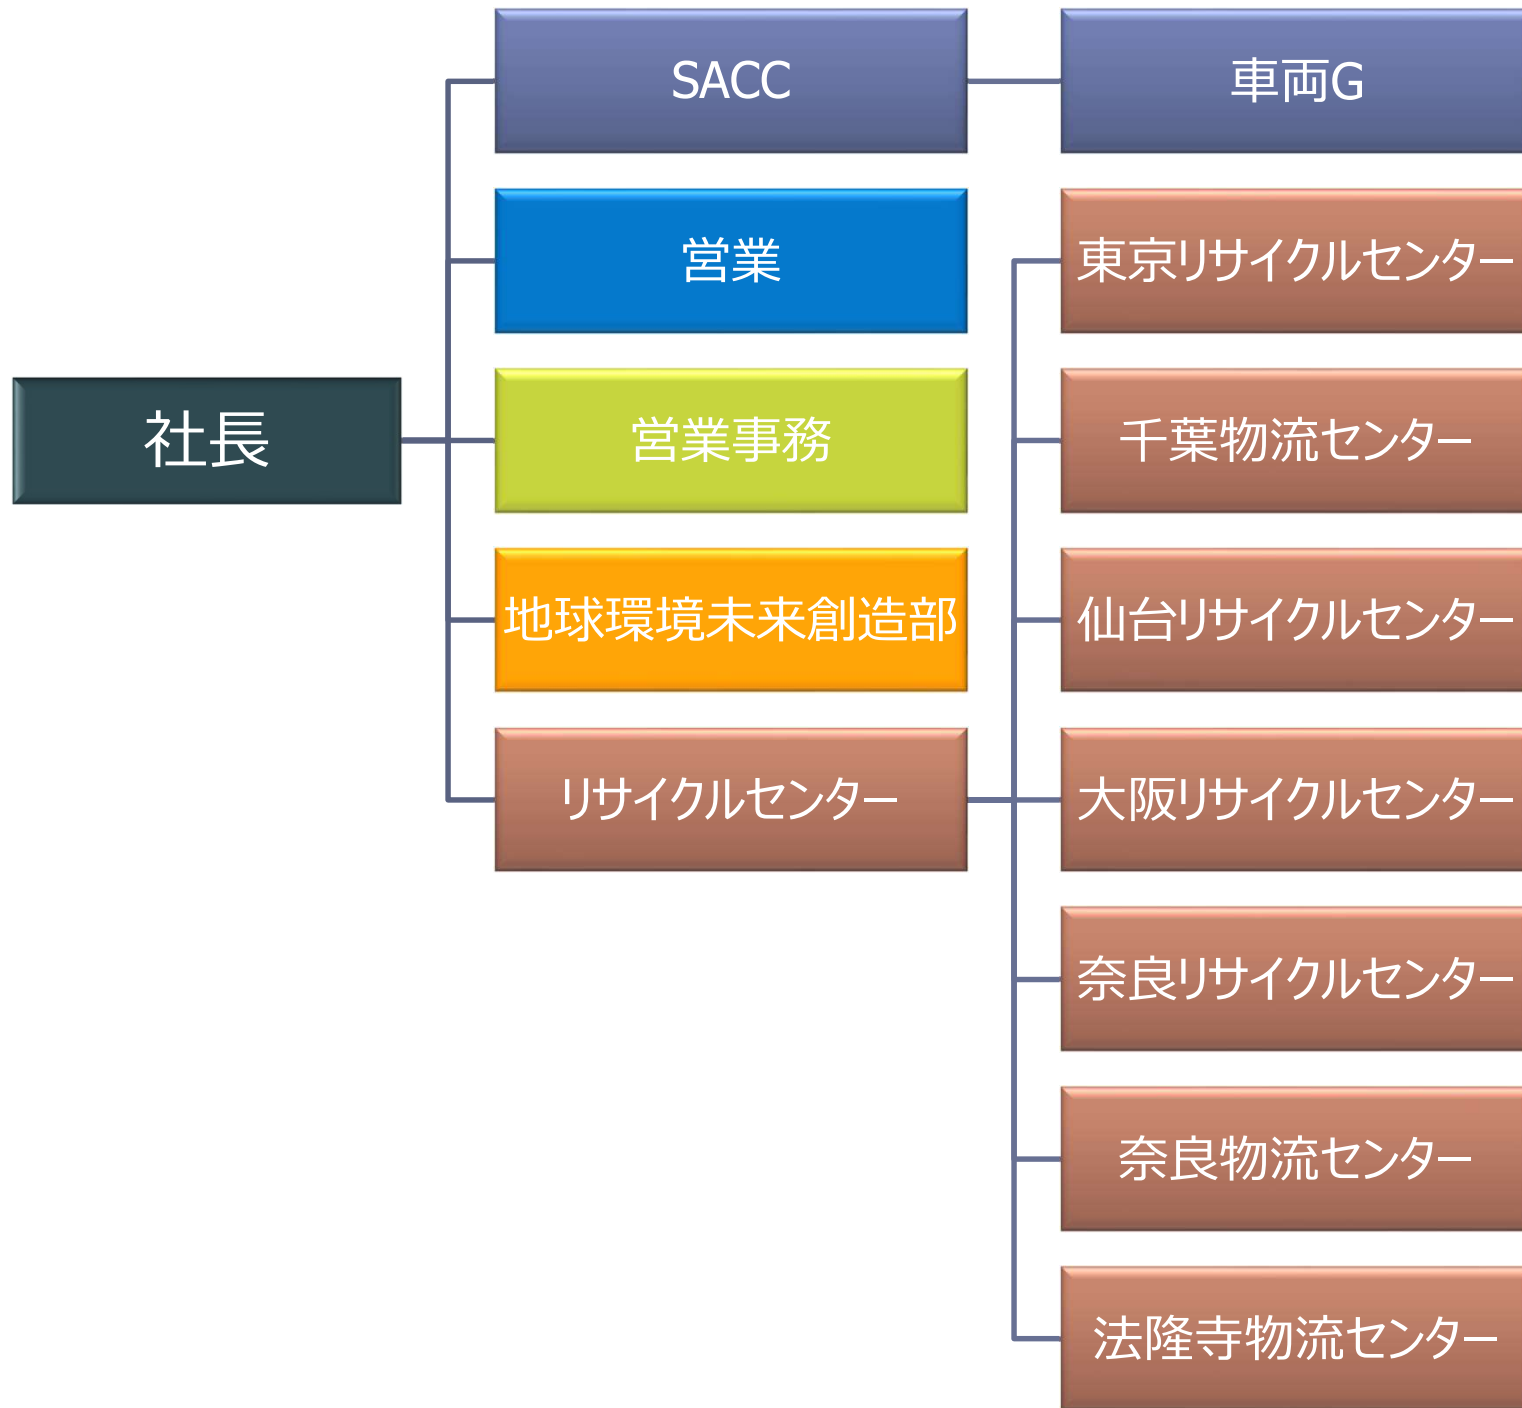 SACC
車両G
営業
東京リサイクルセンター
社長
営業事務
千葉物流センター
地球環境未来創造部
仙台リサイクルセンター
リサイクルセンター
大阪リサイクルセンター
奈良リサイクルセンター
奈良物流センター
法隆寺物流センター